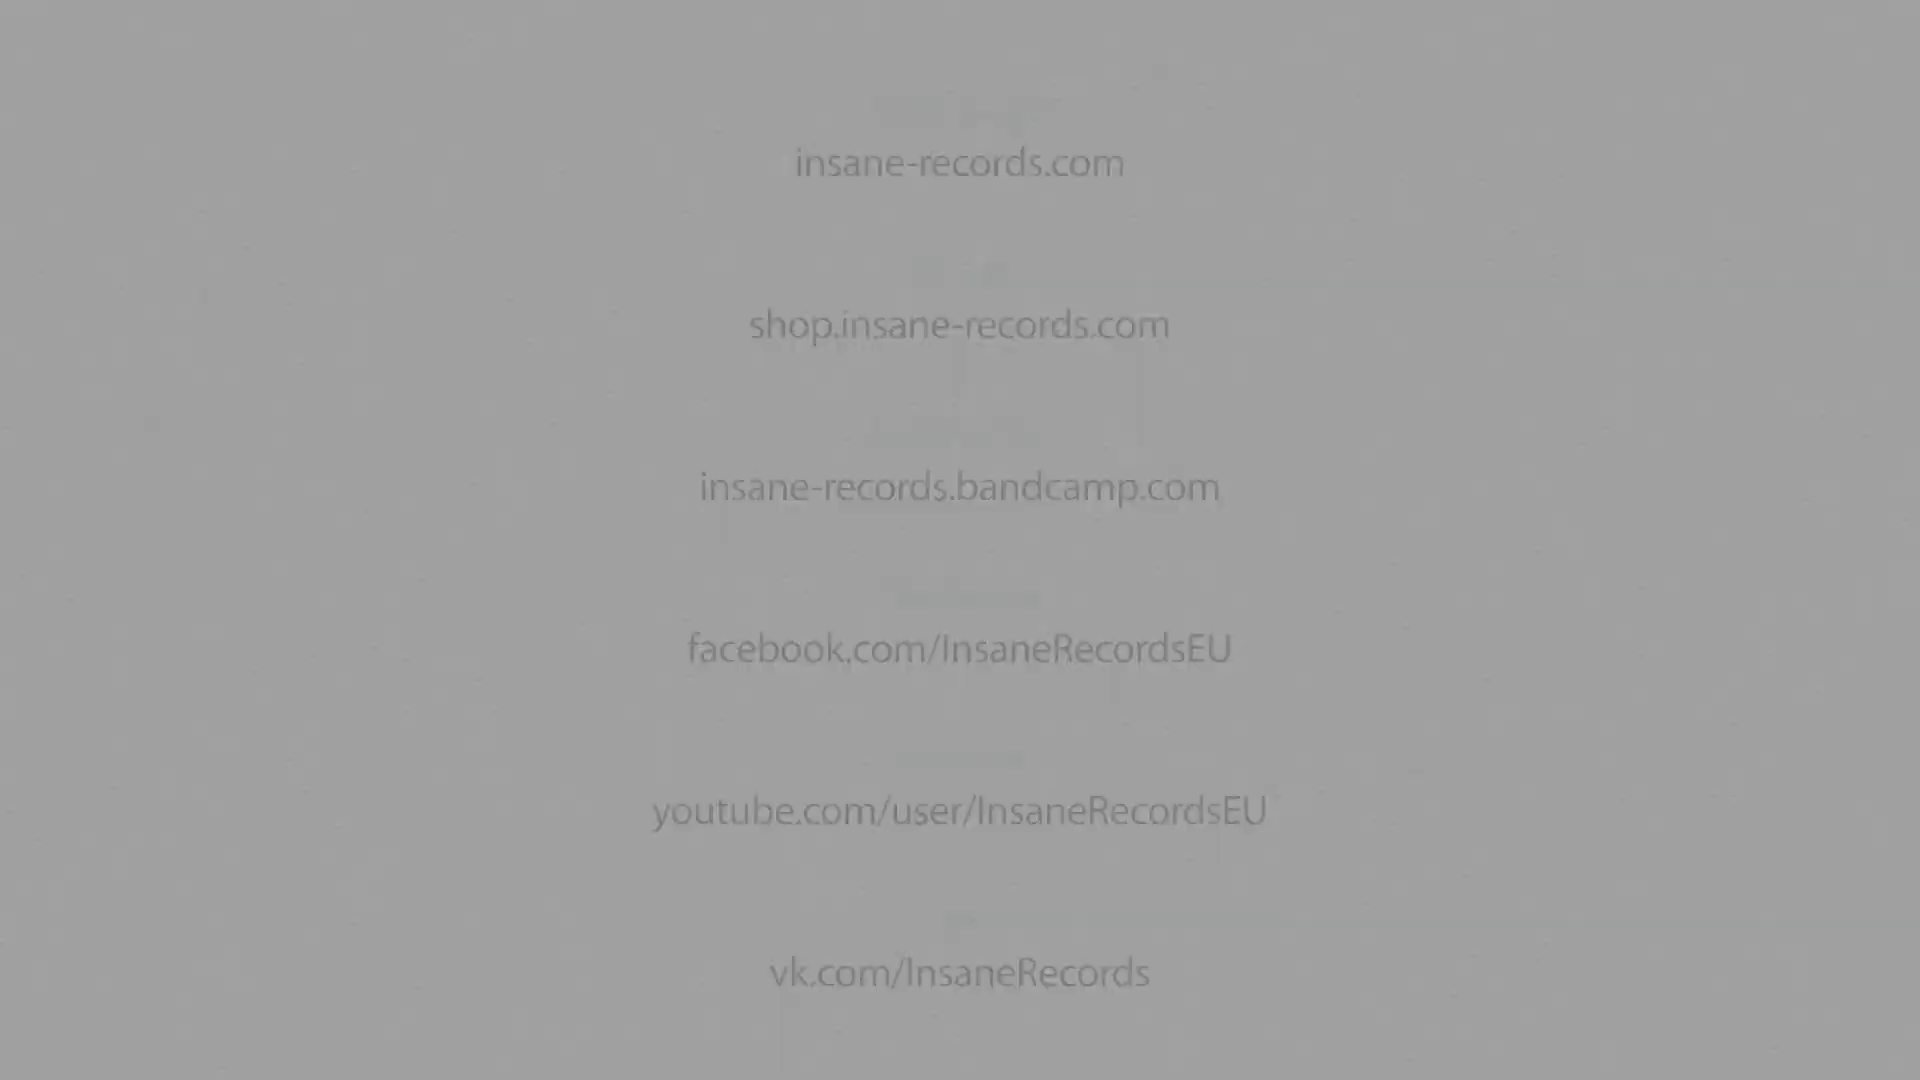 insane-records.com
shop.insane-records.com
insane-records.bandcamp.com
facebook.com/InsaneRecordsEU
youtube.com/user/InsaneRecordsEU
vk.com/InsaneRecords